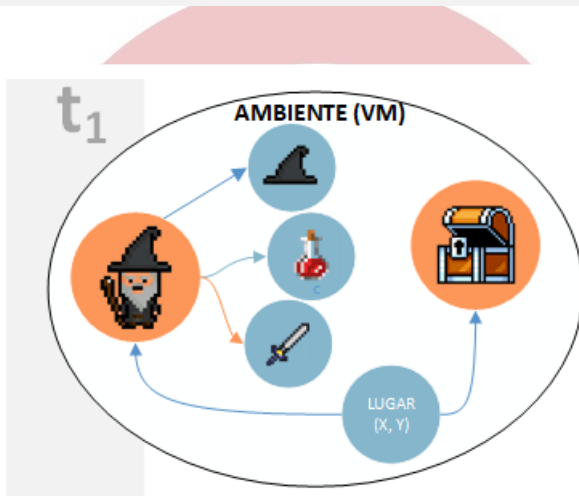 t1
AMBIENTE (VM)
C
LUGAR
(X, Y)